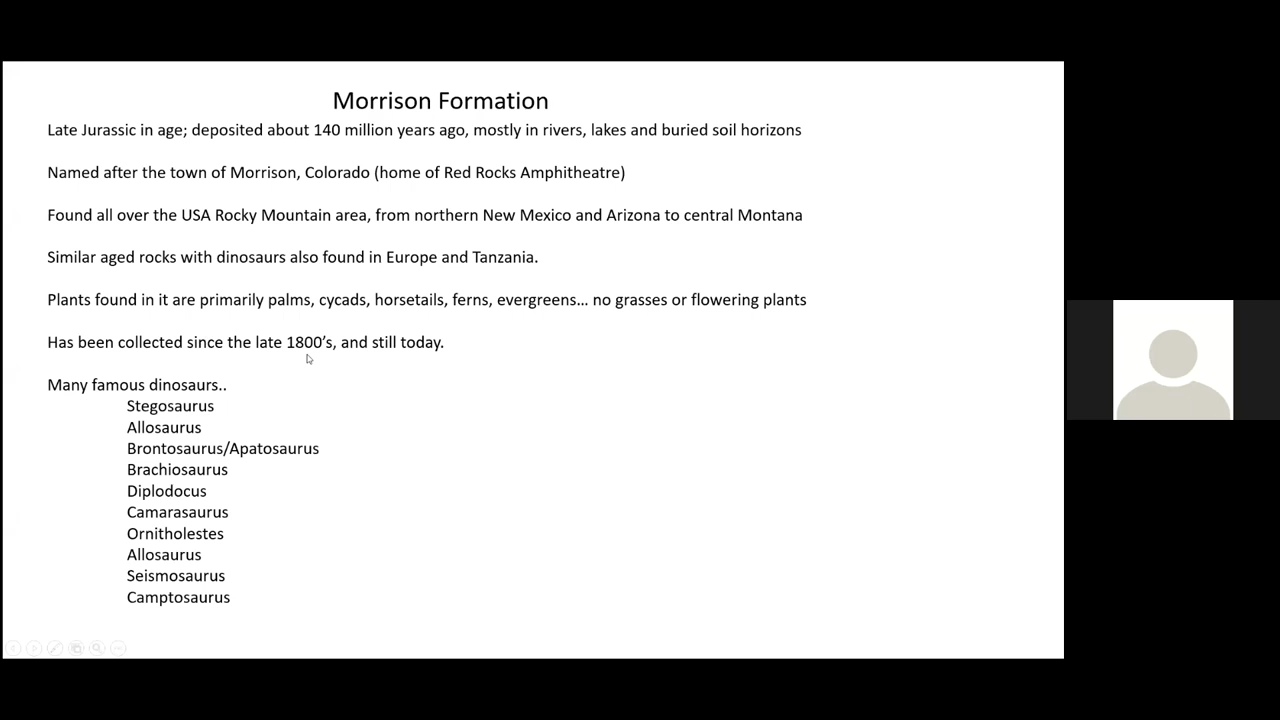 Morrison Formation
Late Jurassic in age; deposited about 140 million years ago, mostly in rivers, lakes and buried soil horizons
Named after the town of Morrison, Colorado (home of Red Rocks Amphitheatre)
Found all over the USA Rocky Mountain area, from northern New Mexico and Arizona to central Montana
Similar aged rocks with dinosaurs also found in Europe and Tanzania.
Plants found in it are primarily palms, cycads, horsetails, ferns, evergreens… no grasses or flowering plants
Has been collected since the late 1800’s, and still today.
Many famous dinosaurs..
Stegosaurus
Allosaurus
Brontosaurus/Apatosaurus
Brachiosaurus
Diplodocus
Camarasaurus
Ornitholestes
Allosaurus
Seismosaurus
Camptosaurus